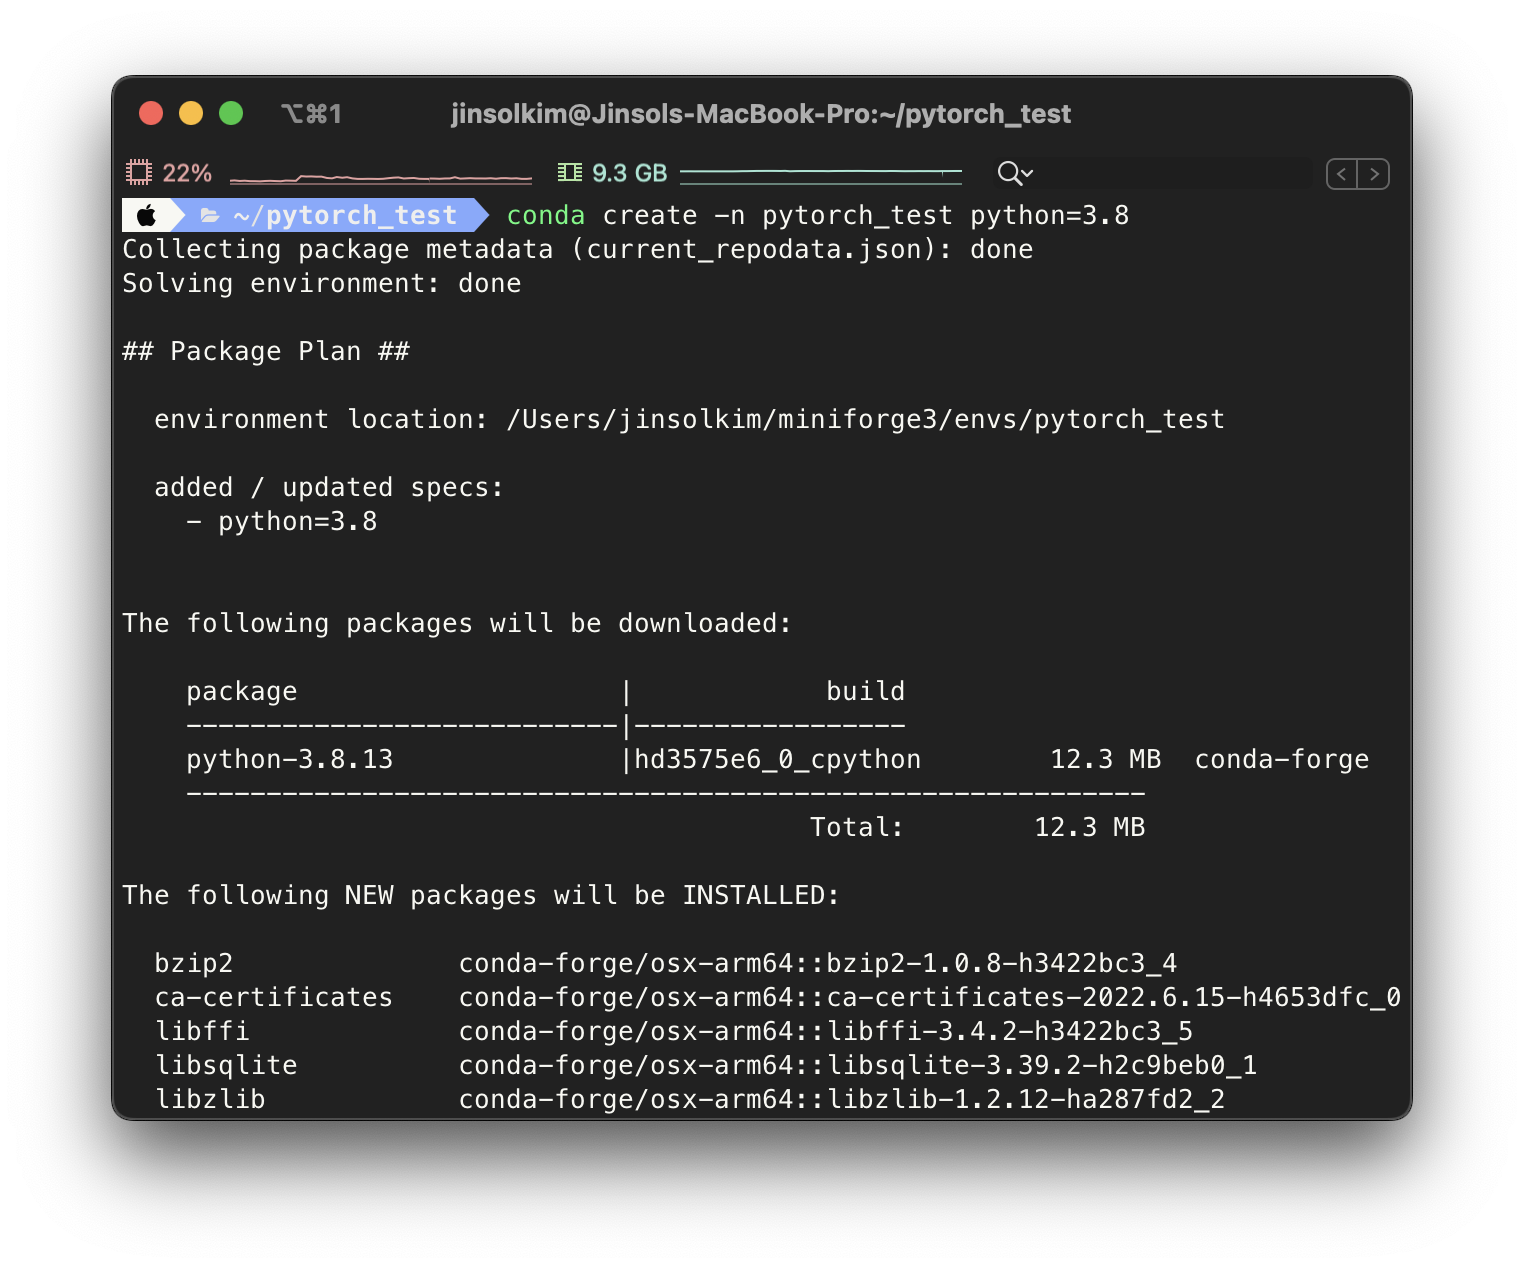 ⌥⌘1 jinsolkim@Jinsols-MacBook-Pro:~/pytorch_test
22% 9.3 GB
~/pytorch_test conda create -n pytorch_test python=3.8
Collecting package metadata (current_repodata.json): done
Solving environment: done
## Package Plan ##
environment location: /Users/jinsolkim/miniforge3/envs/pytorch_test
added / updated specs:
- python=3.8
The following packages will be downloaded:
package | build
---------------------------|-----------------
python-3.8.13 |hd3575e6_0_cpython 12.3 MB conda-forge
------------------------------------------------------------
Total: 12.3 MB
The following NEW packages will be INSTALLED:
bzip2 conda-forge/osx-arm64::bzip2-1.0.8-h3422bc3_4
ca-certificates conda-forge/osx-arm64::ca-certificates-2022.6.15-h4653dfc_0
libffi conda-forge/osx-arm64::libffi-3.4.2-h3422bc3_5
libsqlite conda-forge/osx-arm64::libsqlite-3.39.2-h2c9beb0_1
libzlib conda-forge/osx-arm64::libzlib-1.2.12-ha287fd2_2